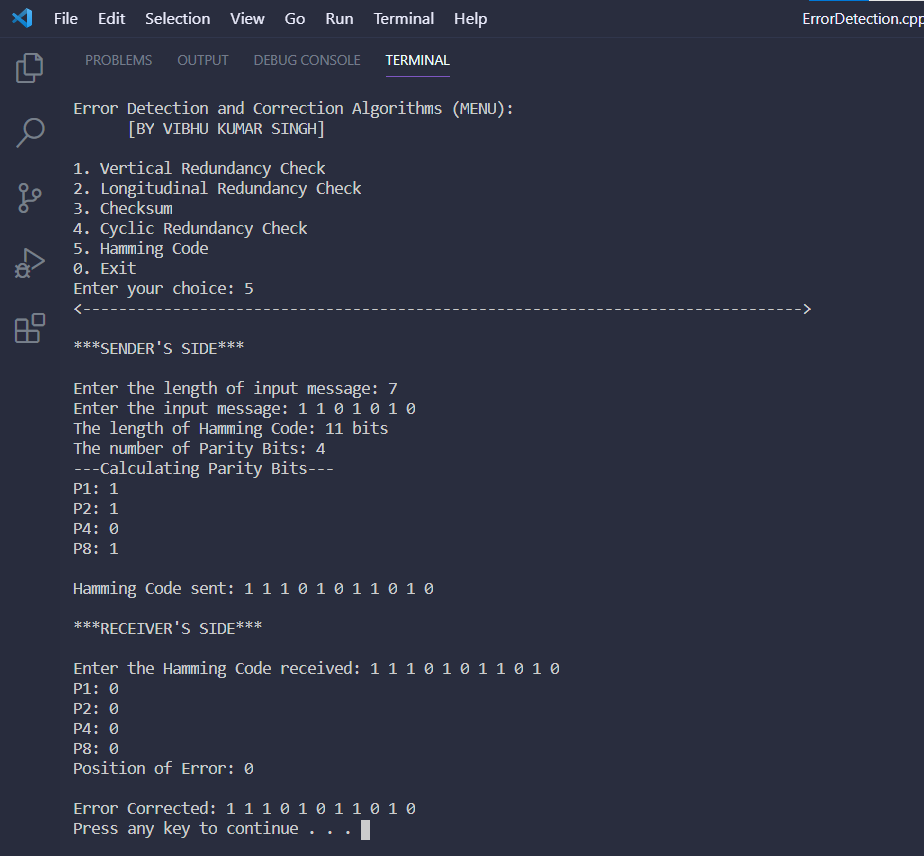 File Edit Selection View Go Run Terminal Help ErrorDetection.cpp
PROBLEMS OUTPUT DEBUG CONSOLE TERMINAL
Error Detection and Correction Algorithms (MENU):
[BY VIBHU KUMAR SINGH]
1. Vertical Redundancy Check
2. Longitudinal Redundancy Check
3. Checksum
4. Cyclic Redundancy Check
5. Hamming Code
0. Exit
Enter your choice: 5
<-------------------------------------------------------------------------------->
***SENDER'S SIDE***
Enter the length of input message: 7
Enter the input message: 1 1 0 1 0 1 0
The length of Hamming Code: 11 bits
The number of Parity Bits: 4
---Calculating Parity Bits---
P1: 1
P2: 1
P4: 0
P8: 1
Hamming Code sent: 1 1 1 0 1 0 1 1 0 1 0
***RECEIVER'S SIDE***
Enter the Hamming Code received: 1 1 1 0 1 0 1 1 0 1 0
P1: 0
P2: 0
P4: 0
P8: 0
Position of Error: 0
Error Corrected: 1 1 1 0 1 0 1 1 0 1 0
Press any key to continue . . .